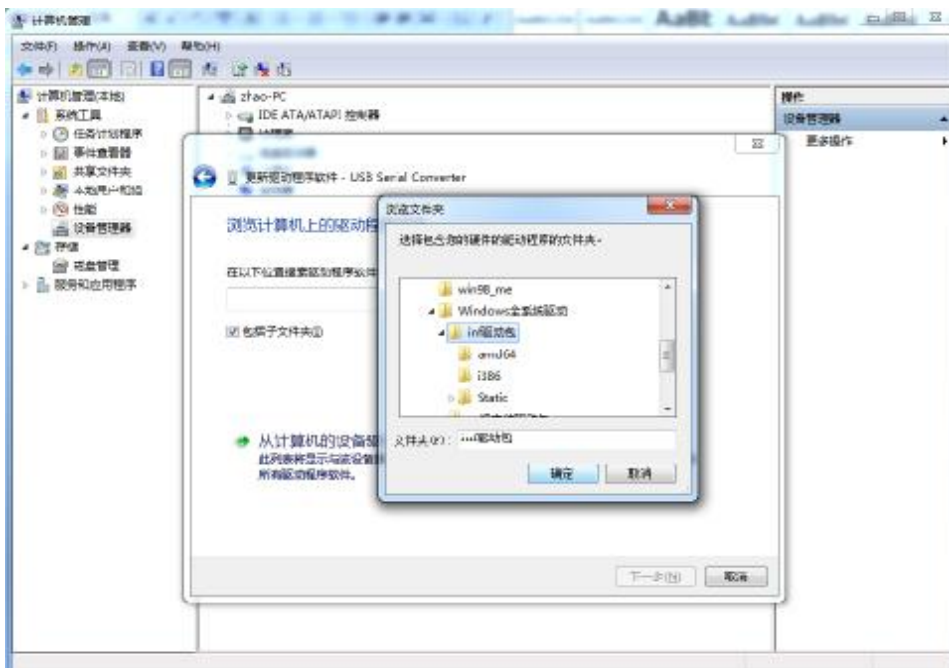 计算机管理
文件(F) 操作(A) 查看(V) 帮助(H)
计算机管理(本地)
系统工具
任务计划程序
事件查看器
共享文件夹
本地用户和组
性能
设备管理器
存储
磁盘管理
服务和应用程序
zhao-PC
IDE ATA/ATAPI 控制器
操作
设备管理器
更多操作
更新驱动程序软件 - USB Serial Converter
浏览计算机上的驱动程
在以下位置搜索驱动程序软件
包括子文件夹(I)
从计算机的设备驱
此列表将显示与该设备
所有驱动程序软件。
下一步(N) 取消
浏览文件夹
选择包含您的硬件的驱动程序的文件夹。
win98_me
Windows全系统驱动
inf驱动包
amd64
i386
Static
文件夹(F): inf驱动包
确定 取消